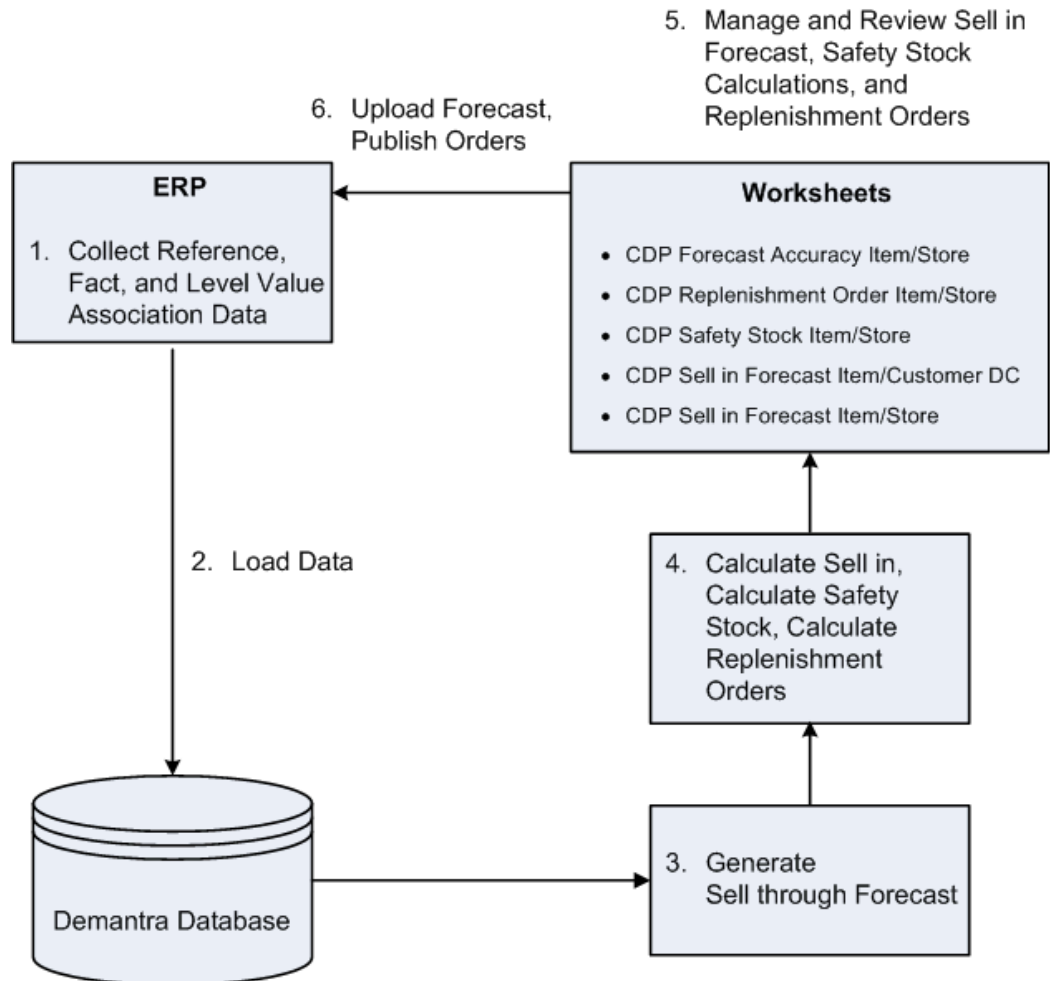 5. Manage and Review Sell in
Forecast, Safety Stock
Calculations, and
Replenishment Orders
6. Upload Forecast,
Publish Orders
ERP
1. Collect Reference,
Fact, and Level Value
Association Data
Worksheets
• CDP Forecast Accuracy Item/Store
• CDP Replenishment Order Item/Store
• CDP Safety Stock Item/Store
• CDP Sell in Forecast Item/Customer DC
• CDP Sell in Forecast Item/Store
2. Load Data
4. Calculate Sell in,
Calculate Safety
Stock, Calculate
Replenishment
Orders
3. Generate
Sell through Forecast
Demantra Database